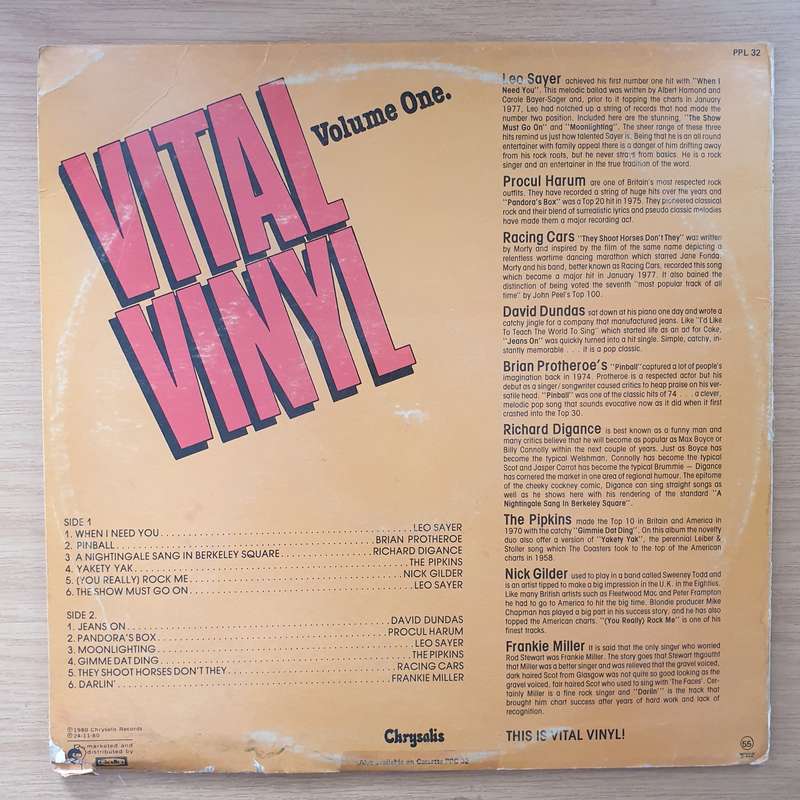 PPL 32
VITAL
VINYL
Volume One.
Leo Sayer achieved his first number one hit with "When I
Need You". This melodic ballad was written by Albert Hamond and
Carole Bayer-Sager and, prior to it topping the charts in January
1977, Leo had notched up a string of records that had made the
number two position. Included here are the stunning, "The Show
Must Go On" and "Moonlighting". The sheer range of these three
hits remind us just how talented Sayer is. Being that he is an all round
entertainer with family appeal there is a danger of him drifting away
from his rock roots, but he never strays from basics. He is a rock
singer and an entertainer in the true tradition of the word.
Procul Harum are one of Britain's most respected rock
outfits. They have recorded a string of huge hits over the years and
"Pandora's Box" was a Top 20 hit in 1975. They pioneered classical
rock and their blend of surrealistic lyrics and pseudo classic melodies
have made them a major recording act.
Racing Cars "They Shoot Horses Don't They" was written
by Morty and inspired by the film of the same name depicting a
relentless wartime dancing marathon which starred Jane Fonda.
Morty and his band, better known as Racing Cars, recorded this song
which became a major hit in January 1977. It also bained the
distinction of being voted the seventh "most popular track of all
time" by John Peel's Top 100.
David Dundas sat down at his piano one day and wrote a
catchy jingle for a company that manufactured jeans. Like "I'd Like
To Teach The World To Sing" which started life as an ad for Coke,
"Jeans On" was quickly turned into a hit single. Simple, catchy, in-
stantly memorable . . . it is a pop classic.
Brian Protheroe's "Pinball" captured a lot of people's
imagination back in 1974. Protheroe is a respected actor but his
debut as a singer/songwriter caused critics to heap praise on his ver-
satile head. "Pinball" was one of the classic hits of 74 . . . a clever,
melodic pop song that sounds evocative now as it did when it first
crashed into the Top 30.
Richard Digance is best known as a funny man and
many critics believe that he will become as popular as Max Boyce or
Billy Connolly within the next couple of years. Just as Boyce has
become the typical Welshman, Connolly has become the typical
Scot and Jasper Carrot has become the typical Brummie — Digance
has cornered the market in one area of regional humour. The epitome
of the cheeky cockney comic, Digance can sing straight songs as
well as he shows here with his rendering of the standard "A
Nightingale Sang In Berkeley Square".
The Pipkins made the Top 10 in Britain and America in
1970 with the catchy "Gimmie Dat Ding". On this album the novelty
duo also offer a version of "Yakety Yak", the perennial Leiber &
Stoller song which The Coasters took to the top of the American
charts in 1958.
Nick Gilder used to play in a band called Sweeney Todd and
is an artist tipped to make a big impression in the U.K. in the Eighties.
Like many British artists such as Fleetwood Mac and Peter Frampton
he had to go to America to hit the big time. Blondie producer Mike
Chapman has played a big part in his success story, and he has also
topped the American charts. "(You Really) Rock Me" is one of his
finest tracks.
Frankie Miller It is said that the only singer who worried
Rod Stewart was Frankie Miller. The story goes that Stewart thgouht
that Miller was a better singer and was relieved that the gravel voiced,
dark haired Scot from Glasgow was not quite so good looking as the
gravel voiced, fair haired Scot who used to sing with 'The Faces'. Cer-
tainly Miller is a fine rock singer and "Darlin'" is the track that
brought him chart success after years of hard work and lack of
recognition.
THIS IS VITAL VINYL!
SIDE 1
1. WHEN I NEED YOU LEO SAYER
2. PINBALL BRIAN PROTHEROE
3 A NIGHTINGALE SANG IN BERKELEY SQUARE RICHARD DIGANCE
4. YAKETY YAK THE PIPKINS
5. (YOU REALLY) ROCK ME NICK GILDER
6. THE SHOW MUST GO ON LEO SAYER
SIDE 2.
1. JEANS ON DAVID DUNDAS
2. PANDORA'S BOX PROCUL HARUM
3. MOONLIGHTING LEO SAYER
4. GIMME DAT DING THE PIPKINS
5. THEY SHOOT HORSES DON'T THEY RACING CARS
6. DARLIN' FRANKIE MILLER
℗ 1980 Chrysalis Records
© 24-11-80
marketed and
distributed by
Chrysalis
Also available on Cassette PPC 32
55